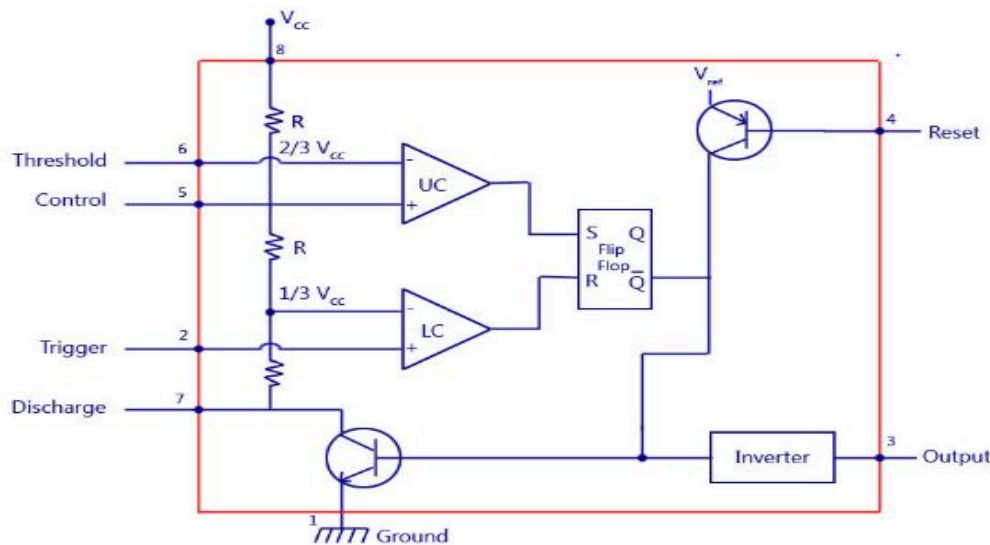 Vcc
8
R
Vref
4
Reset
6
Threshold
2/3 Vcc
-
UC
+
5
Control
R
S Q
Flip
Flop
R Q̅
1/3 Vcc
-
LC
+
2
Trigger
7
Discharge
Inverter
3
Output
1
Ground